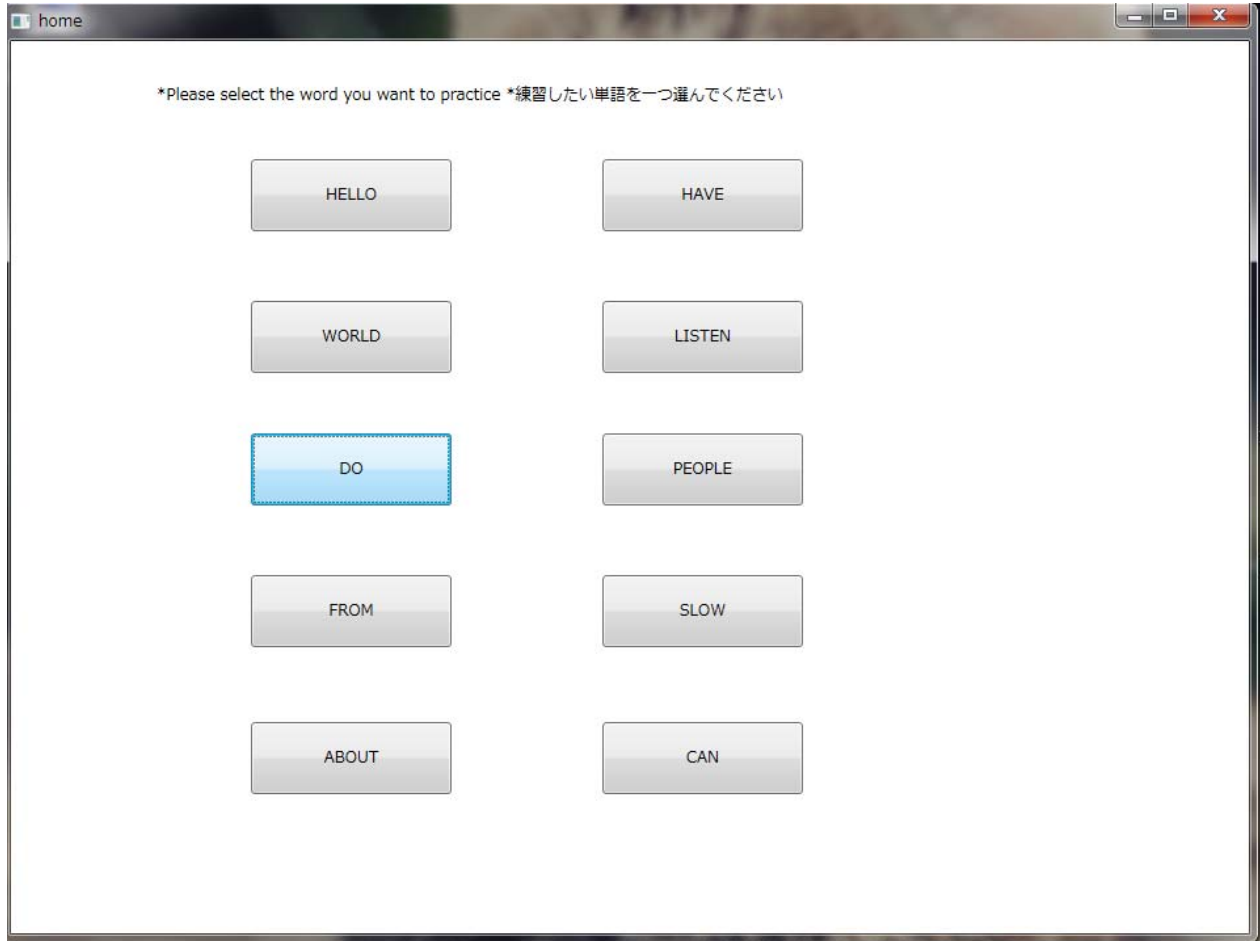 home
*Please select the word you want to practice *練習したい単語を一つ選んでください
HELLO
HAVE
WORLD
LISTEN
DO
PEOPLE
FROM
SLOW
ABOUT
CAN